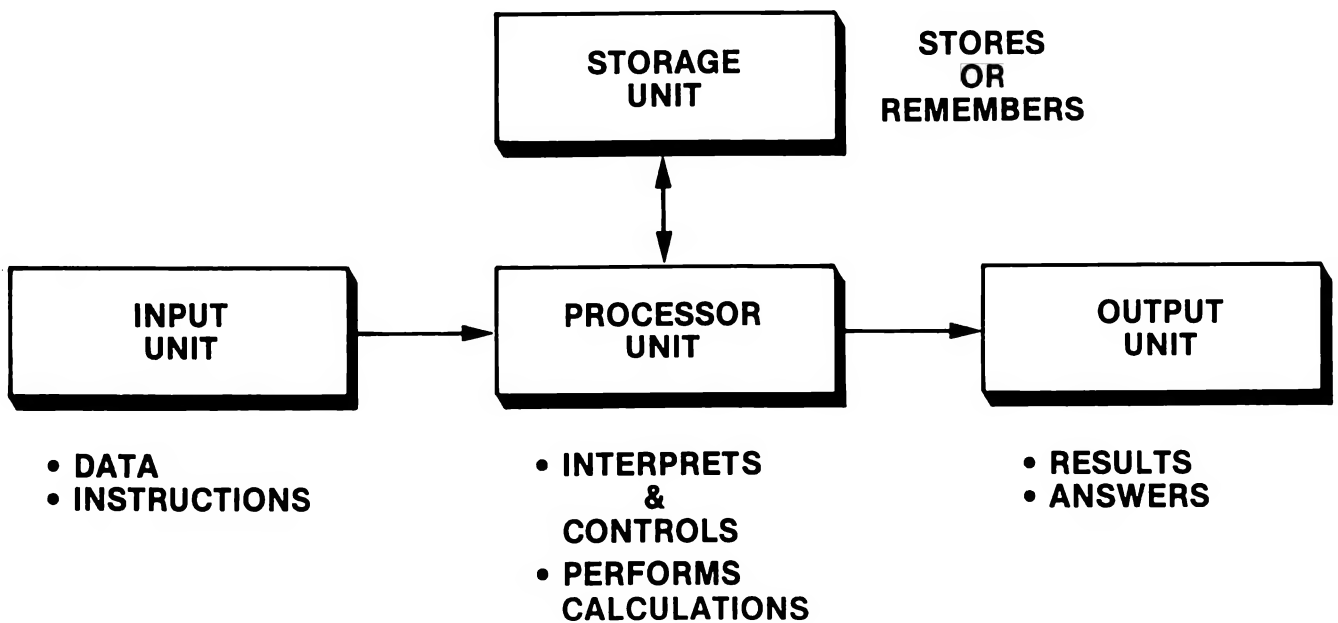 STORAGE
UNIT
STORES
OR
REMEMBERS
INPUT
UNIT
PROCESSOR
UNIT
OUTPUT
UNIT
• DATA
• INSTRUCTIONS
• INTERPRETS
&
CONTROLS
• PERFORMS
CALCULATIONS
• RESULTS
• ANSWERS